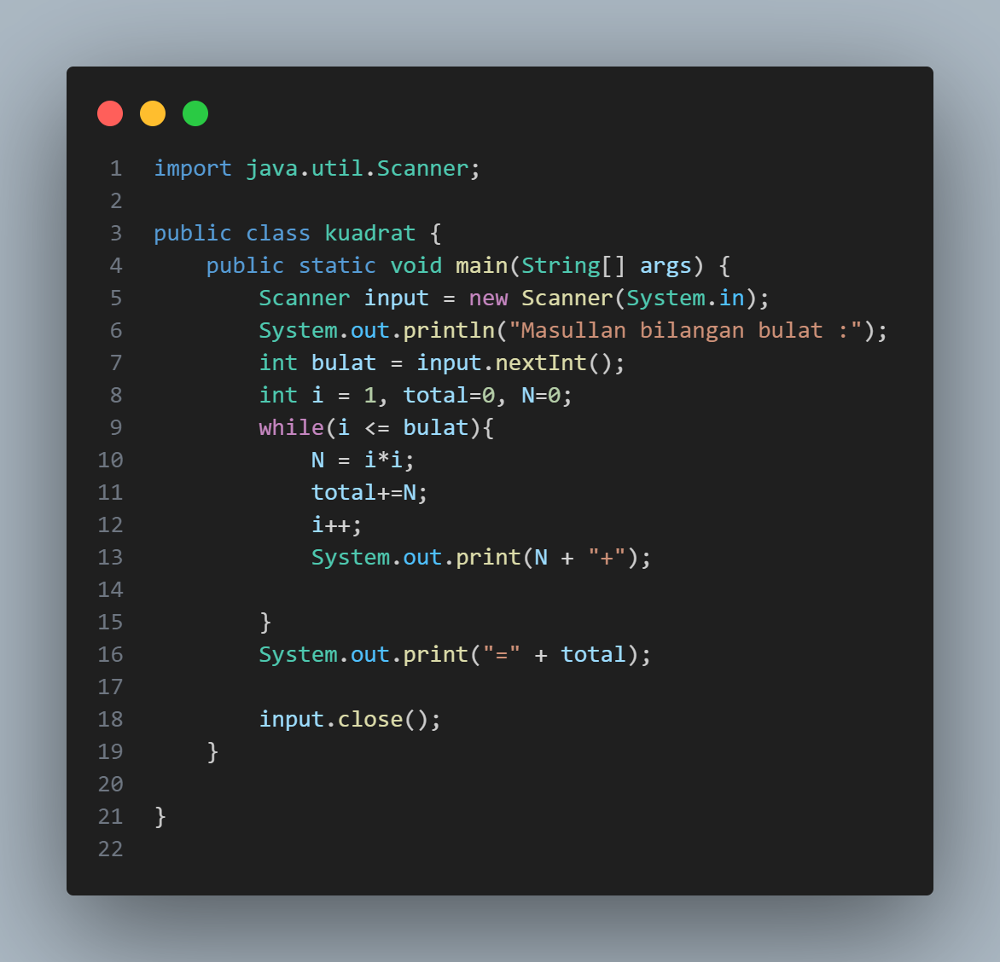 1 import java.util.Scanner;
2
3 public class kuadrat {
4     public static void main(String[] args) {
5         Scanner input = new Scanner(System.in);
6         System.out.println("Masullan bilangan bulat :");
7         int bulat = input.nextInt();
8         int i = 1, total=0, N=0;
9         while(i <= bulat){
10             N = i*i;
11             total+=N;
12             i++;
13             System.out.print(N + "+");
14
15         }
16         System.out.print("=" + total);
17
18         input.close();
19     }
20
21 }
22